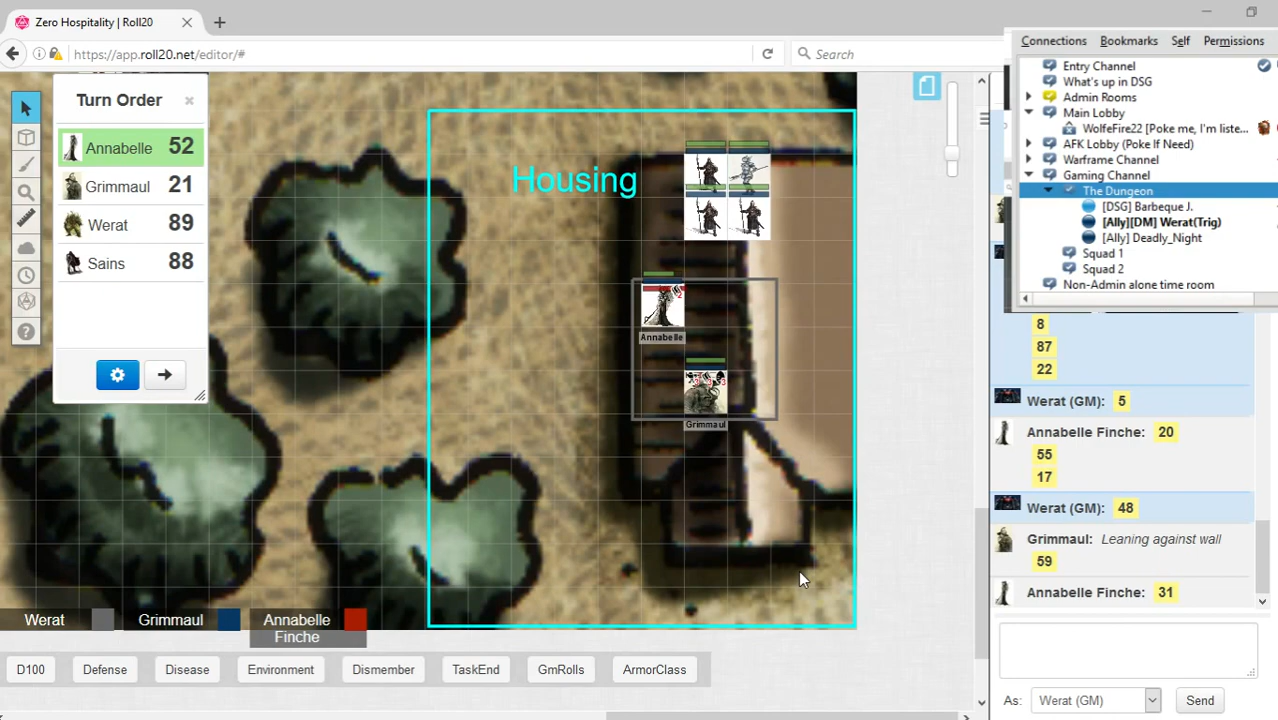 Zero Hospitality | Roll20
https://app.roll20.net/editor/#
Search
Turn Order
Annabelle 52
Grimmaul 21
Werat 89
Sains 88
Housing
Annabelle
Grimmaul
Werat
Grimmaul
Annabelle
Finche
D100
Defense
Disease
Environment
Dismember
TaskEnd
GmRolls
ArmorClass
Connections Bookmarks Self Permissions
Entry Channel
What's up in DSG
Admin Rooms
Main Lobby
WolfeFire22 [Poke me, I'm liste...
AFK Lobby (Poke If Need)
Warframe Channel
Gaming Channel
The Dungeon
[DSG] Barbeque J.
[Ally][DM] Werat(Trig)
[Ally] Deadly_Night
Squad 1
Squad 2
Non-Admin alone time room
8
87
22
Werat (GM): 5
Annabelle Finche: 20
55
17
Werat (GM): 48
Grimmaul: Leaning against wall
59
Annabelle Finche: 31
As: Werat (GM) Send